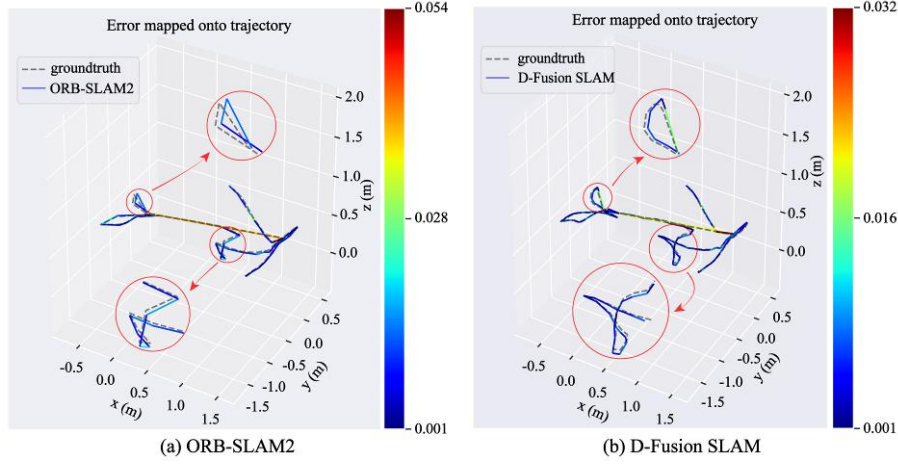 Error mapped onto trajectory
groundtruth
ORB-SLAM2
2.0
1.5
1.0
0.5
0.0
z (m)
0.5
0.0
-0.5
-1.0
-1.5
y (m)
-0.5
0.0
0.5
1.0
1.5
x (m)
0.054
0.028
0.001
(a) ORB-SLAM2
Error mapped onto trajectory
groundtruth
D-Fusion SLAM
2.0
1.5
1.0
0.5
0.0
z (m)
0.5
0.0
-0.5
-1.0
-1.5
y (m)
-0.5
0.0
0.5
1.0
1.5
x (m)
0.032
0.016
0.001
(b) D-Fusion SLAM